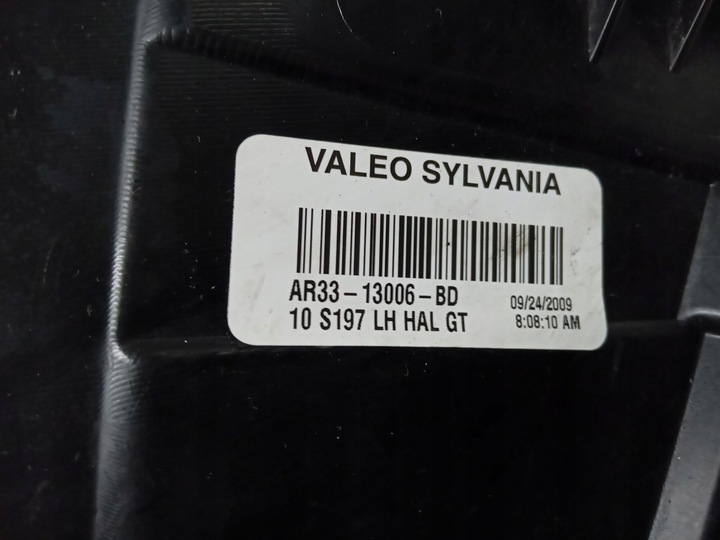 VALEO SYLVANIA
AR33-13006-BD
09/24/2009
10 S197 LH HAL GT
8:08:10 AM